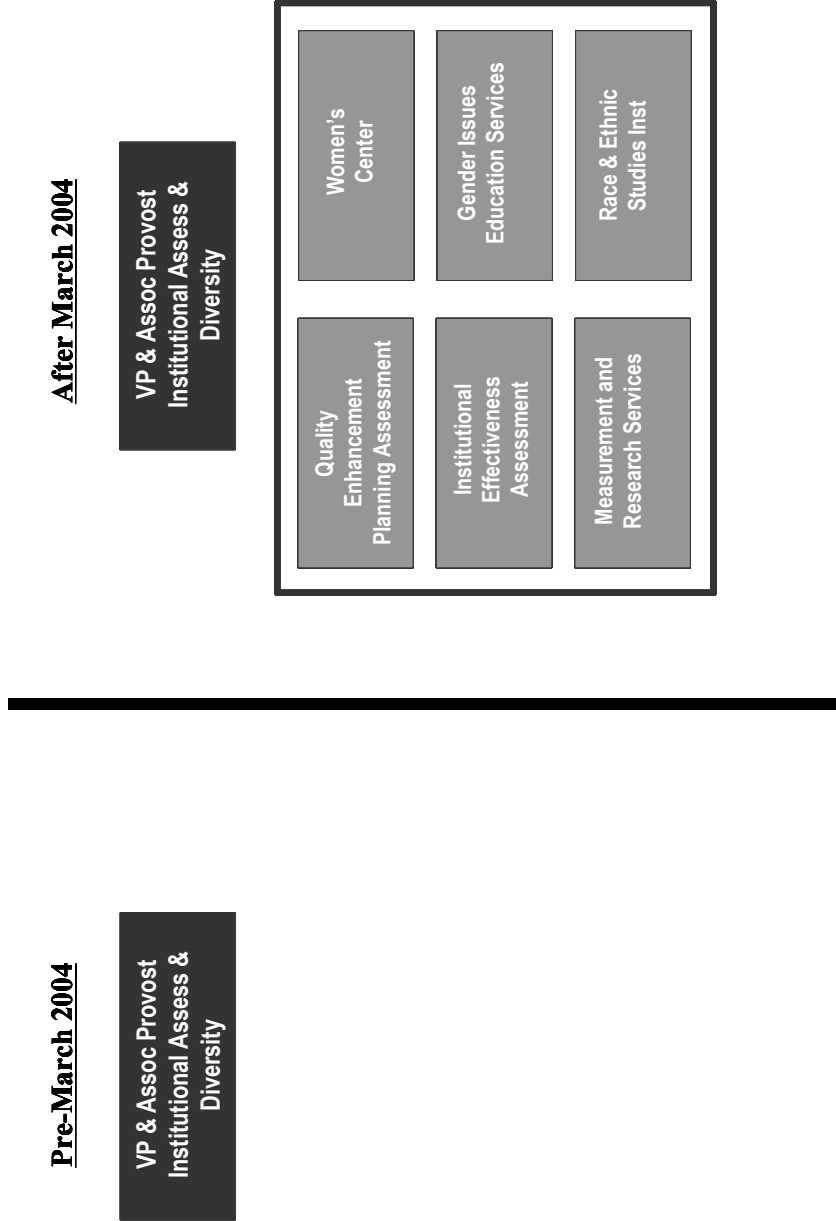 Pre-March 2004
VP & Assoc Provost
Institutional Assess &
Diversity
After March 2004
VP & Assoc Provost
Institutional Assess &
Diversity
Quality
Enhancement
Planning Assessment
Women's
Center
Institutional
Effectiveness
Assessment
Gender Issues
Education Services
Measurement and
Research Services
Race & Ethnic
Studies Inst